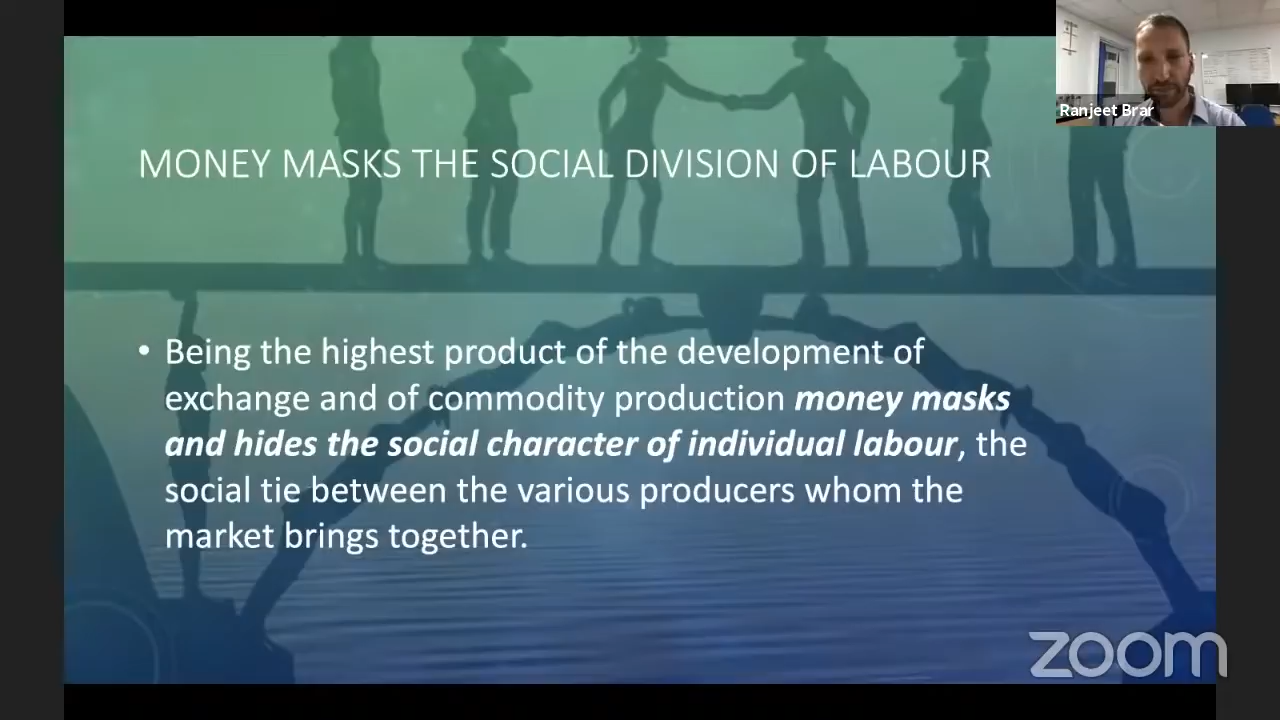 Ranjeet Brar
MONEY MASKS THE SOCIAL DIVISION OF LABOUR
• Being the highest product of the development of
exchange and of commodity production money masks
and hides the social character of individual labour, the
social tie between the various producers whom the
market brings together.
zoom